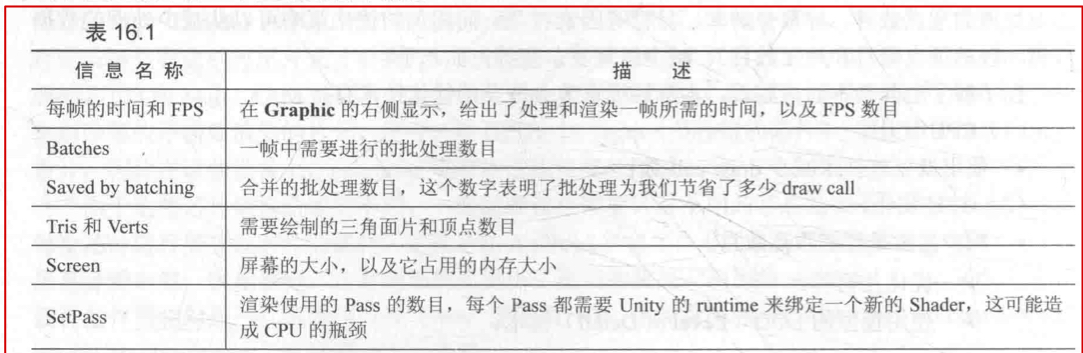 表 16.1
信 息 名 称 描 述
每帧的时间和 FPS 在 Graphic 的右侧显示，给出了处理和渲染一帧所需的时间，以及 FPS 数目
Batches 一帧中需要进行的批处理数目
Saved by batching 合并的批处理数目，这个数字表明了批处理为我们节省了多少 draw call
Tris 和 Verts 需要绘制的三角面片和顶点数目
Screen 屏幕的大小，以及它占用的内存大小
SetPass 渲染使用的 Pass 的数目，每个 Pass 都需要 Unity 的 runtime 来绑定一个新的 Shader，这可能造
成 CPU 的瓶颈